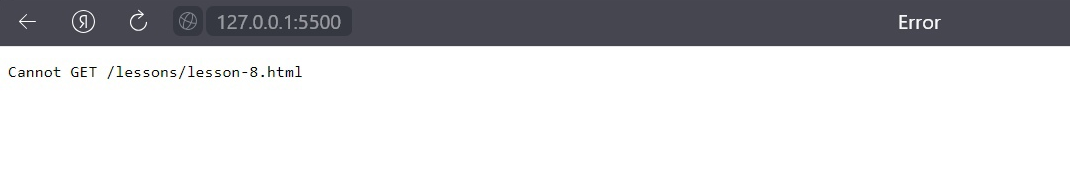 Я 127.0.0.1:5500 Error
Cannot GET /lessons/lesson-8.html